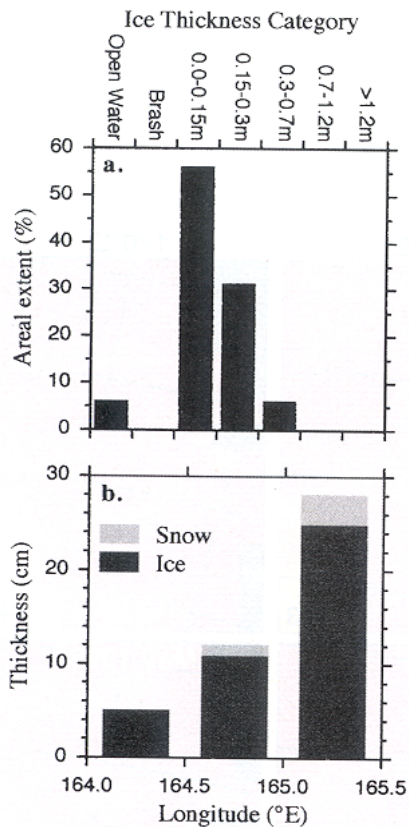 Ice Thickness Category
Open Water
Brash
0.0-0.15m
0.15-0.3m
0.3-0.7m
0.7-1.2m
>1.2m
a.
60
50
40
30
20
10
0
Areal extent (%)
b.
Snow
Ice
30
20
10
0
Thickness (cm)
164.0 164.5 165.0 165.5
Longitude (°E)